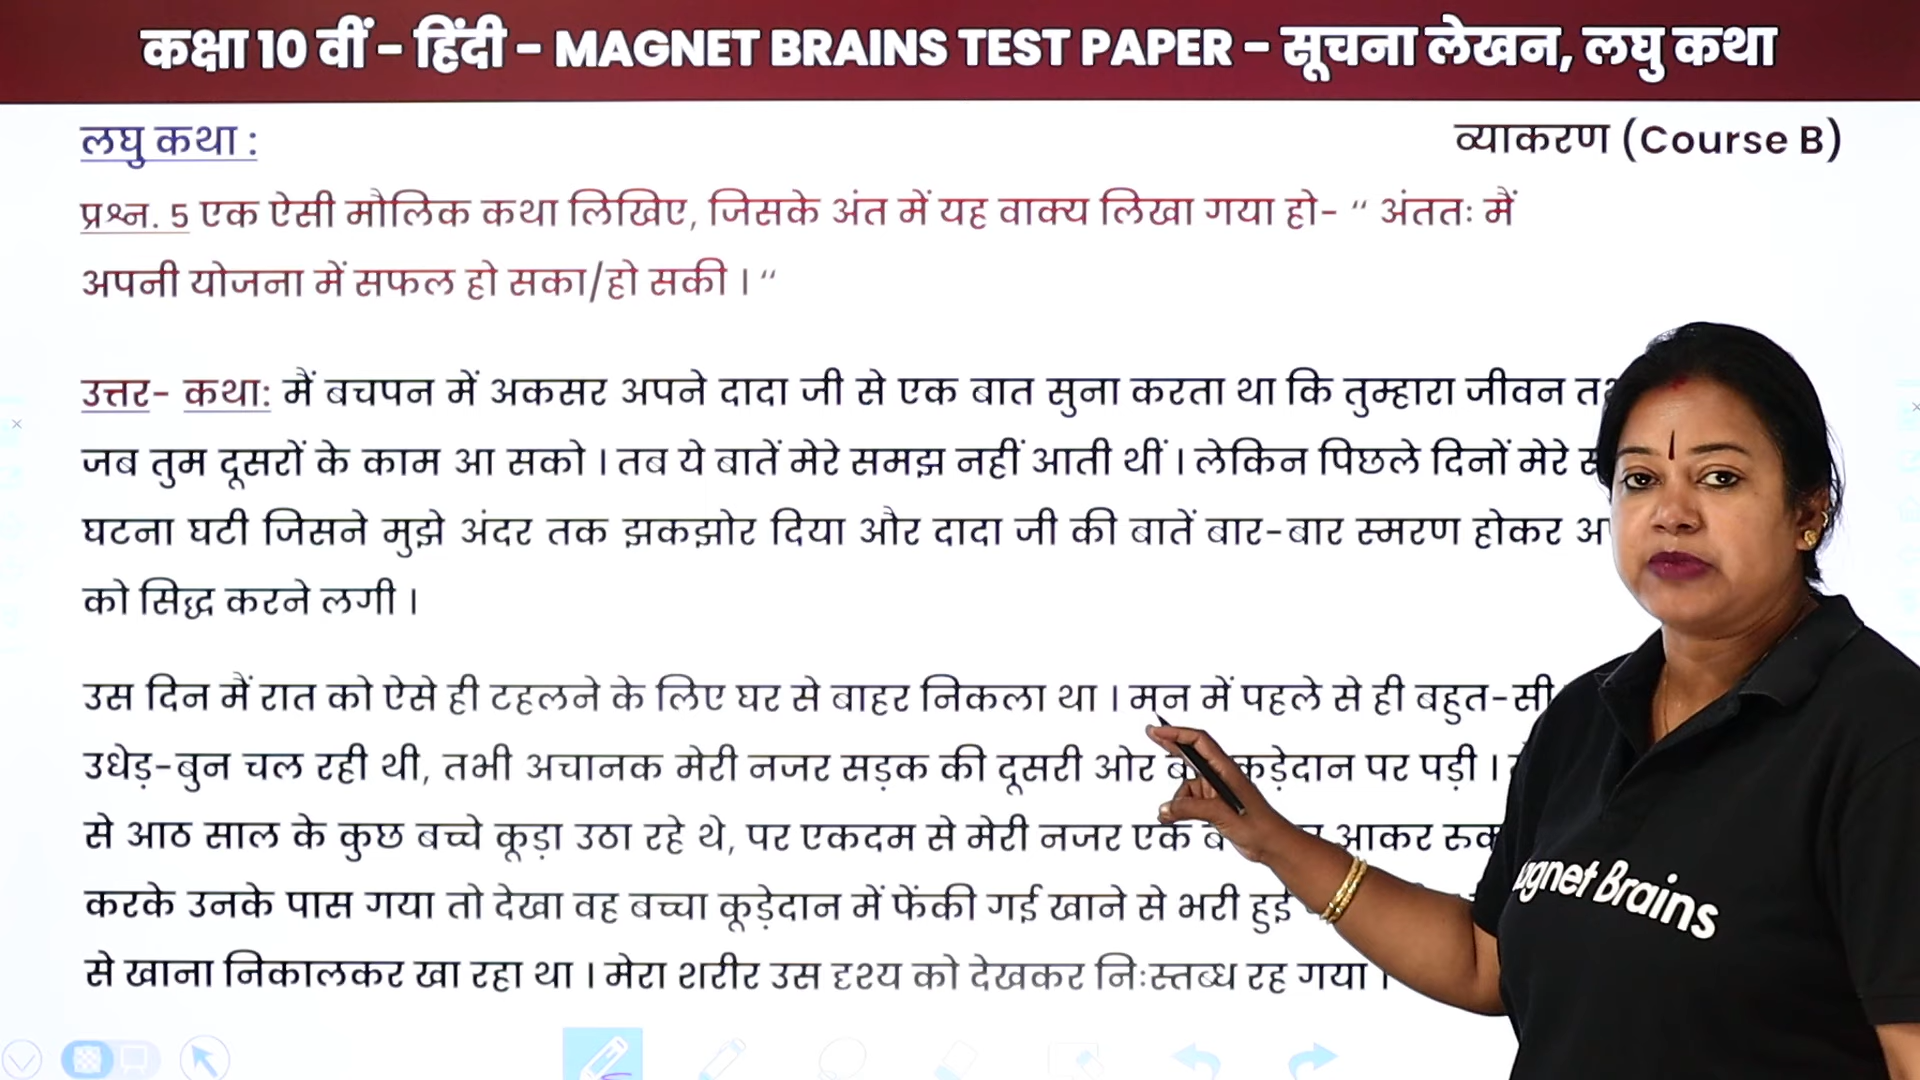 कक्षा 10 वीं - हिंदी - MAGNET BRAINS TEST PAPER - सूचना लेखन, लघु कथा
लघु कथा :
व्याकरण (Course B)
प्रश्न. 5 एक ऐसी मौलिक कथा लिखिए, जिसके अंत में यह वाक्य लिखा गया हो- “ अंततः मैं
अपनी योजना में सफल हो सका/हो सकी । “
उत्तर- कथा: मैं बचपन में अकसर अपने दादा जी से एक बात सुना करता था कि तुम्हारा जीवन
जब तुम दूसरों के काम आ सको । तब ये बातें मेरे समझ नहीं आती थीं । लेकिन पिछले दिनों मेरे
घटना घटी जिसने मुझे अंदर तक झकझोर दिया और दादा जी की बातें बार-बार स्मरण होकर
को सिद्ध करने लगी ।
उस दिन मैं रात को ऐसे ही टहलने के लिए घर से बाहर निकला था । मन में पहले से ही बहुत-सी
उधेड़-बुन चल रही थी, तभी अचानक मेरी नजर सड़क की दूसरी ओर कूड़ेदान पर पड़ी ।
से आठ साल के कुछ बच्चे कूड़ा उठा रहे थे, पर एकदम से मेरी नजर एक आकर
करके उनके पास गया तो देखा वह बच्चा कूड़ेदान में फेंकी गई खाने से भरी हुई
से खाना निकालकर खा रहा था । मेरा शरीर उस दृश्य को देखकर निःस्तब्ध रह गया ।
Magnet Brains